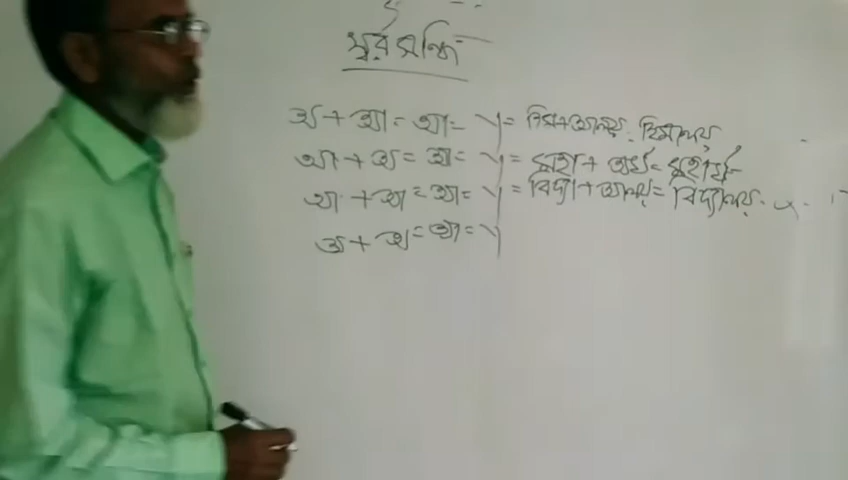 স্বরসন্ধি
অ + আ = আ = া = হিম + আলয় = হিমালয়
আ + অ = আ = া = মহা + অর্ঘ = মহার্ঘ
আ + আ = আ = া = বিদ্যা + আলয় = বিদ্যালয়
অ + অ = আ = া